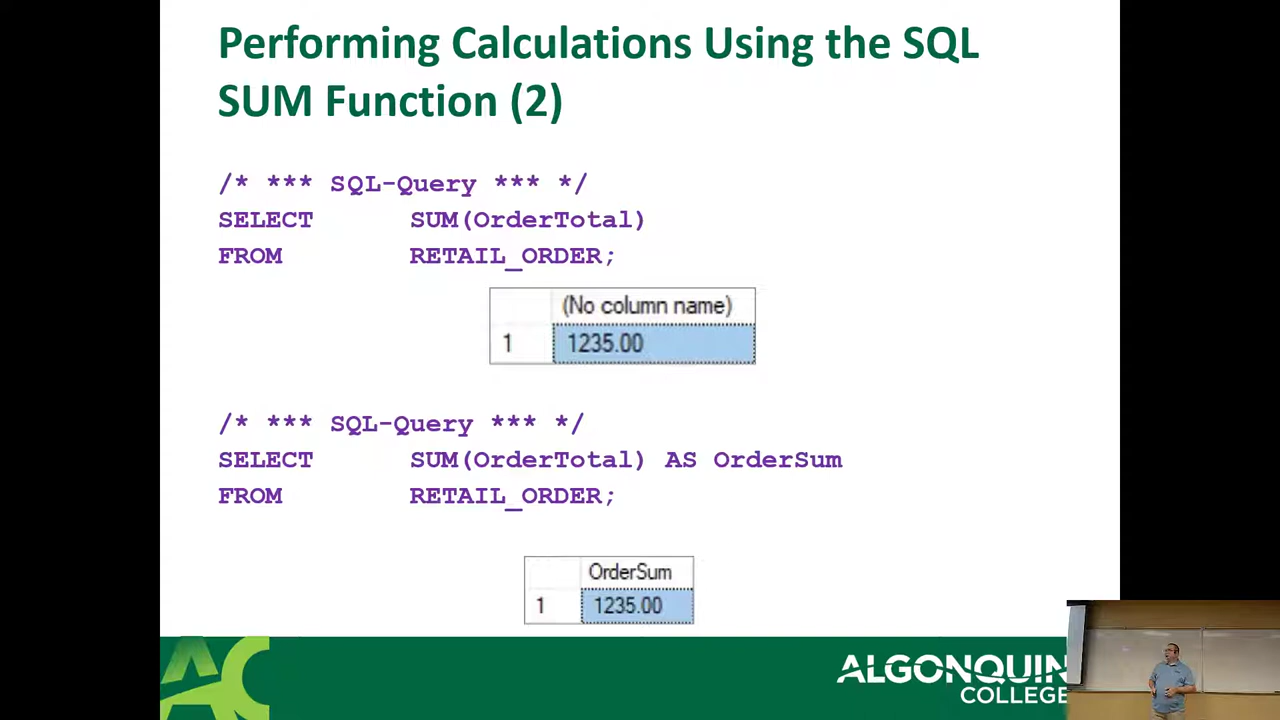 Performing Calculations Using the SQL
SUM Function (2)
/* *** SQL-Query *** */
SELECT SUM(OrderTotal)
FROM RETAIL_ORDER;
(No column name)
1 1235.00
/* *** SQL-Query *** */
SELECT SUM(OrderTotal) AS OrderSum
FROM RETAIL_ORDER;
OrderSum
1 1235.00
AC
ALGONQUIN
COLLEGE